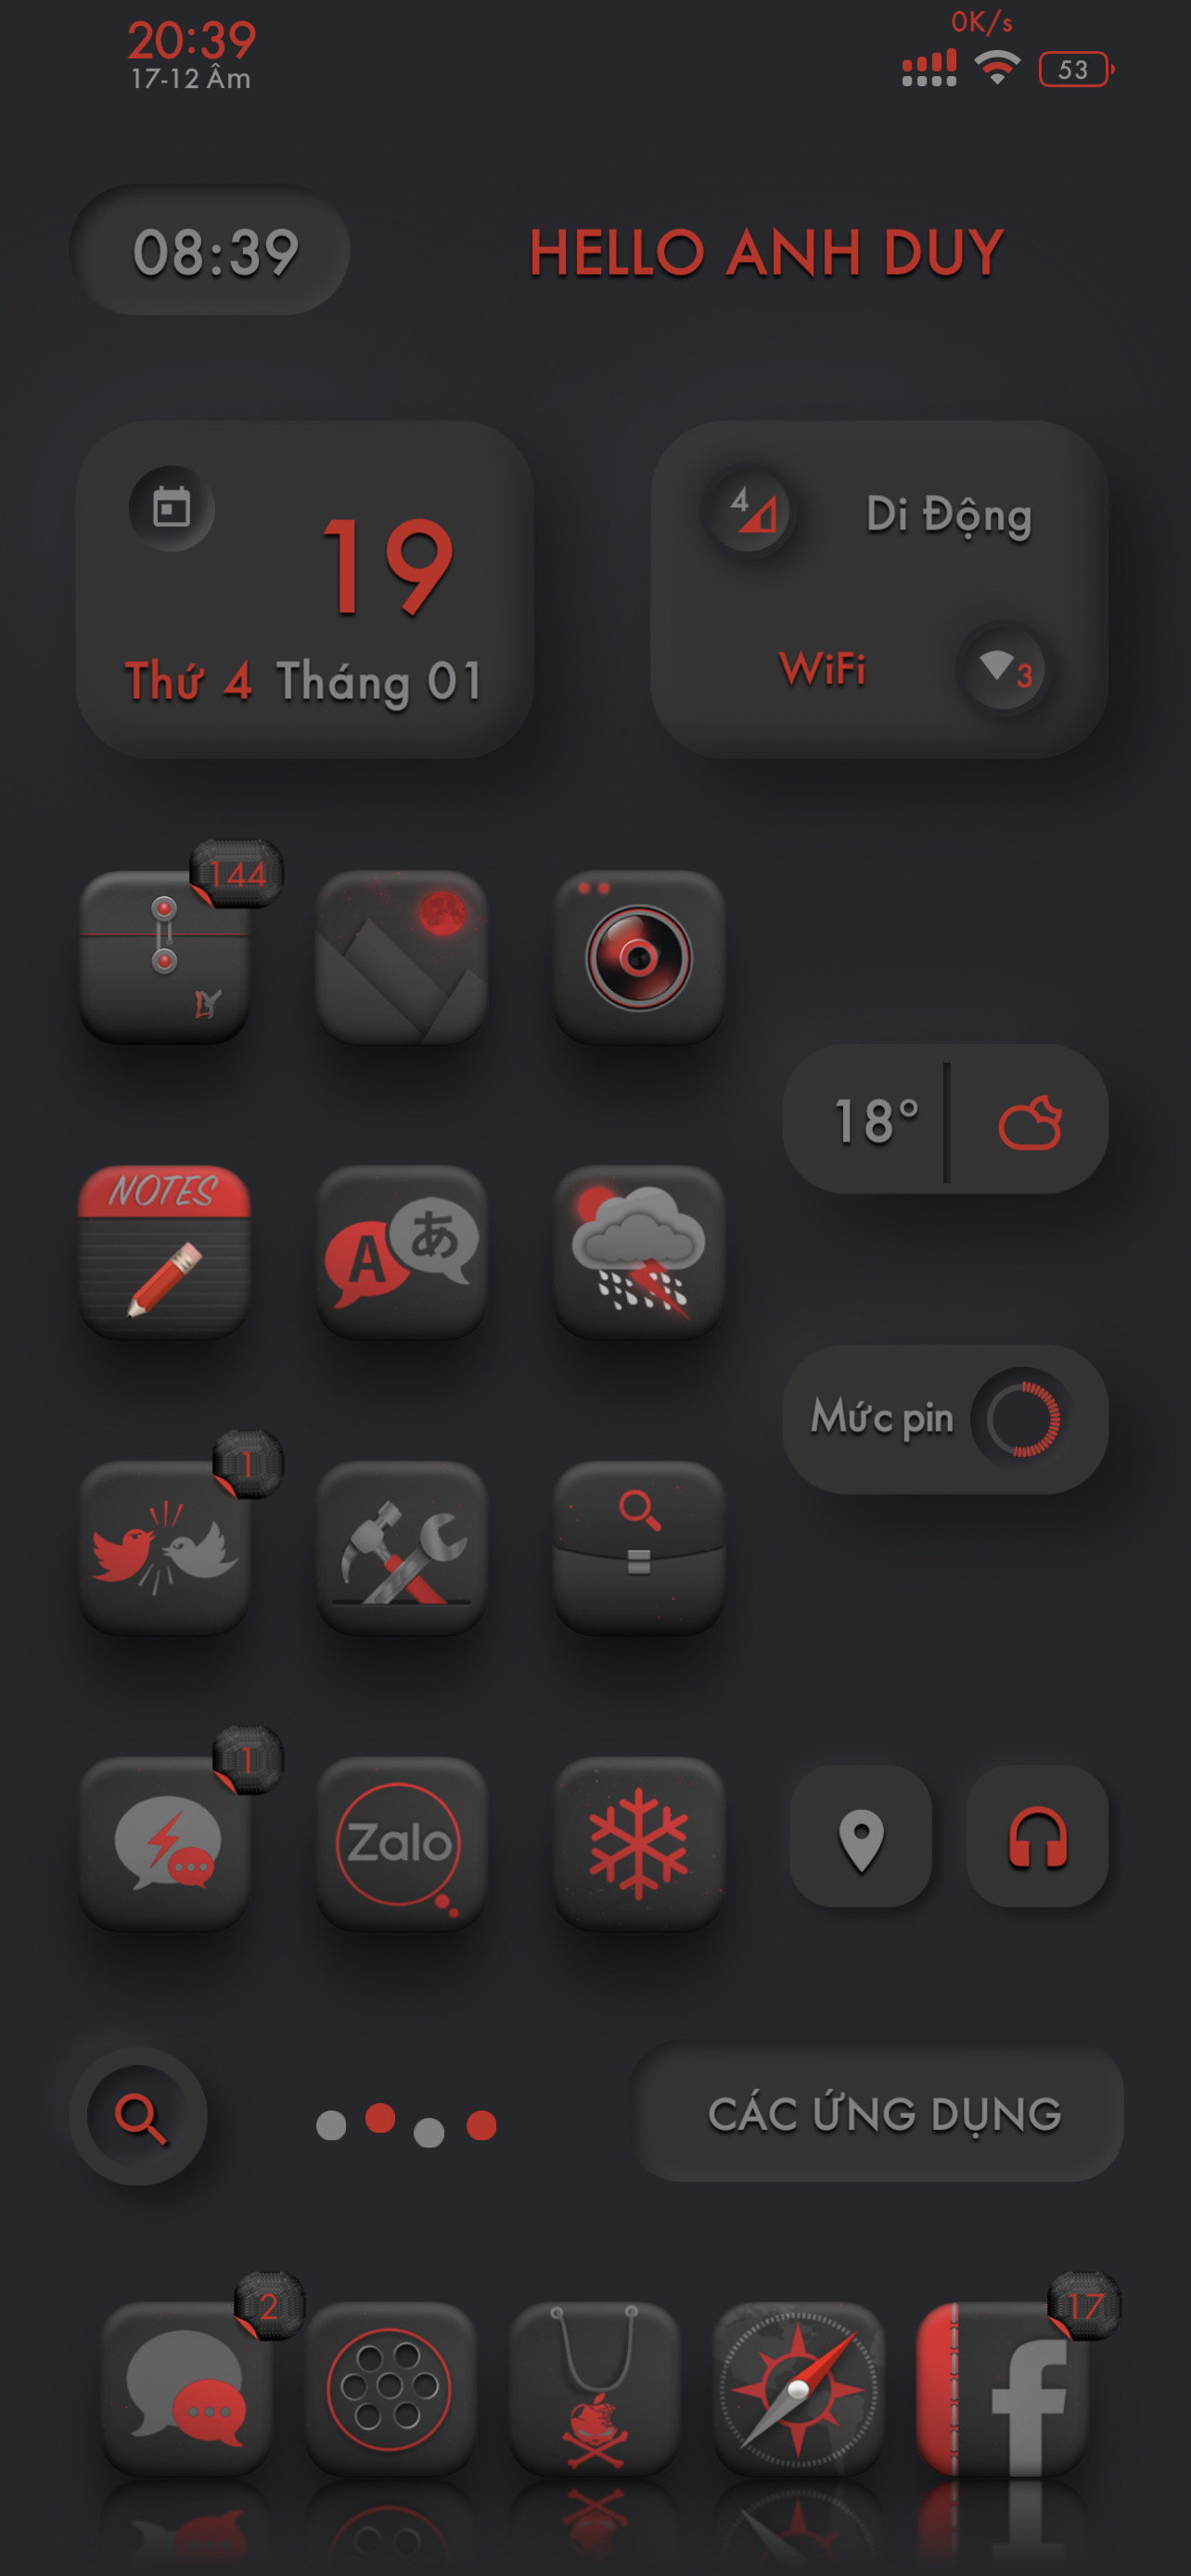 20:39
0K/s
17-12 Âm
53
08:39
HELLO ANH DUY
4
Di Động
19
WiFi
3
Thứ 4 Tháng 01
144
LY
18°
NOTES
A あ
Mức pin
1
1
Zalo
CÁC ỨNG DỤNG
2
17
f